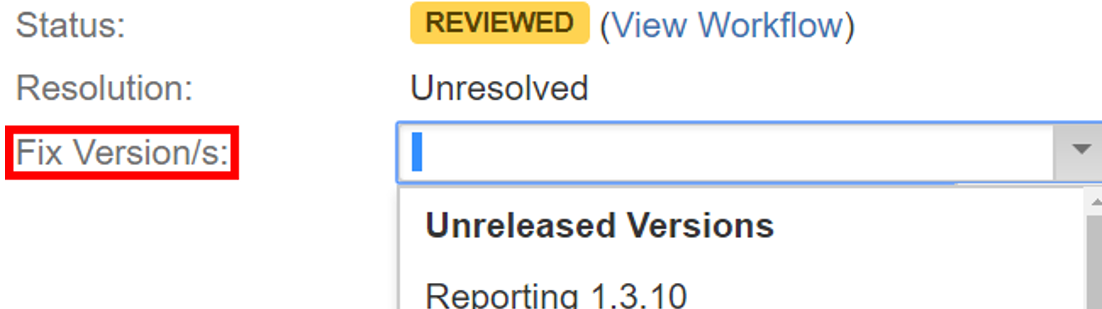 Status: REVIEWED (View Workflow)
Resolution: Unresolved
Fix Version/s:
Unreleased Versions
Reporting 1.3.10